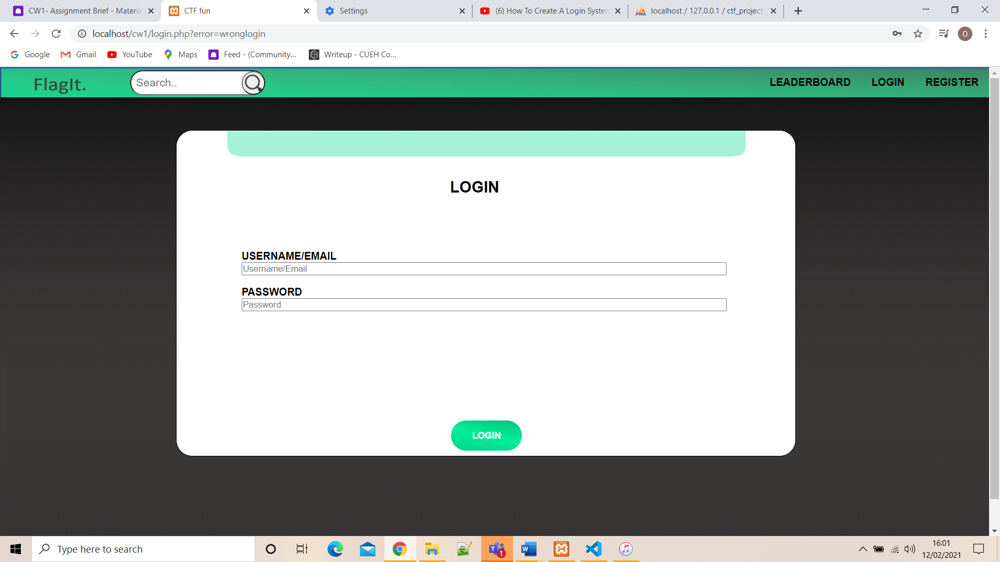 CW1- Assignment Brief - Materia
CTF fun
Settings
(6) How To Create A Login System
localhost / 127.0.0.1 / ctf_project
localhost/cw1/login.php?error=wronglogin
O
Google
Gmail
YouTube
Maps
Feed - (Community...
Writeup - CUEH Co...
FlagIt.
Search..
LEADERBOARD
LOGIN
REGISTER
LOGIN
USERNAME/EMAIL
Username/Email
PASSWORD
Password
LOGIN
Type here to search
16:01
12/02/2021